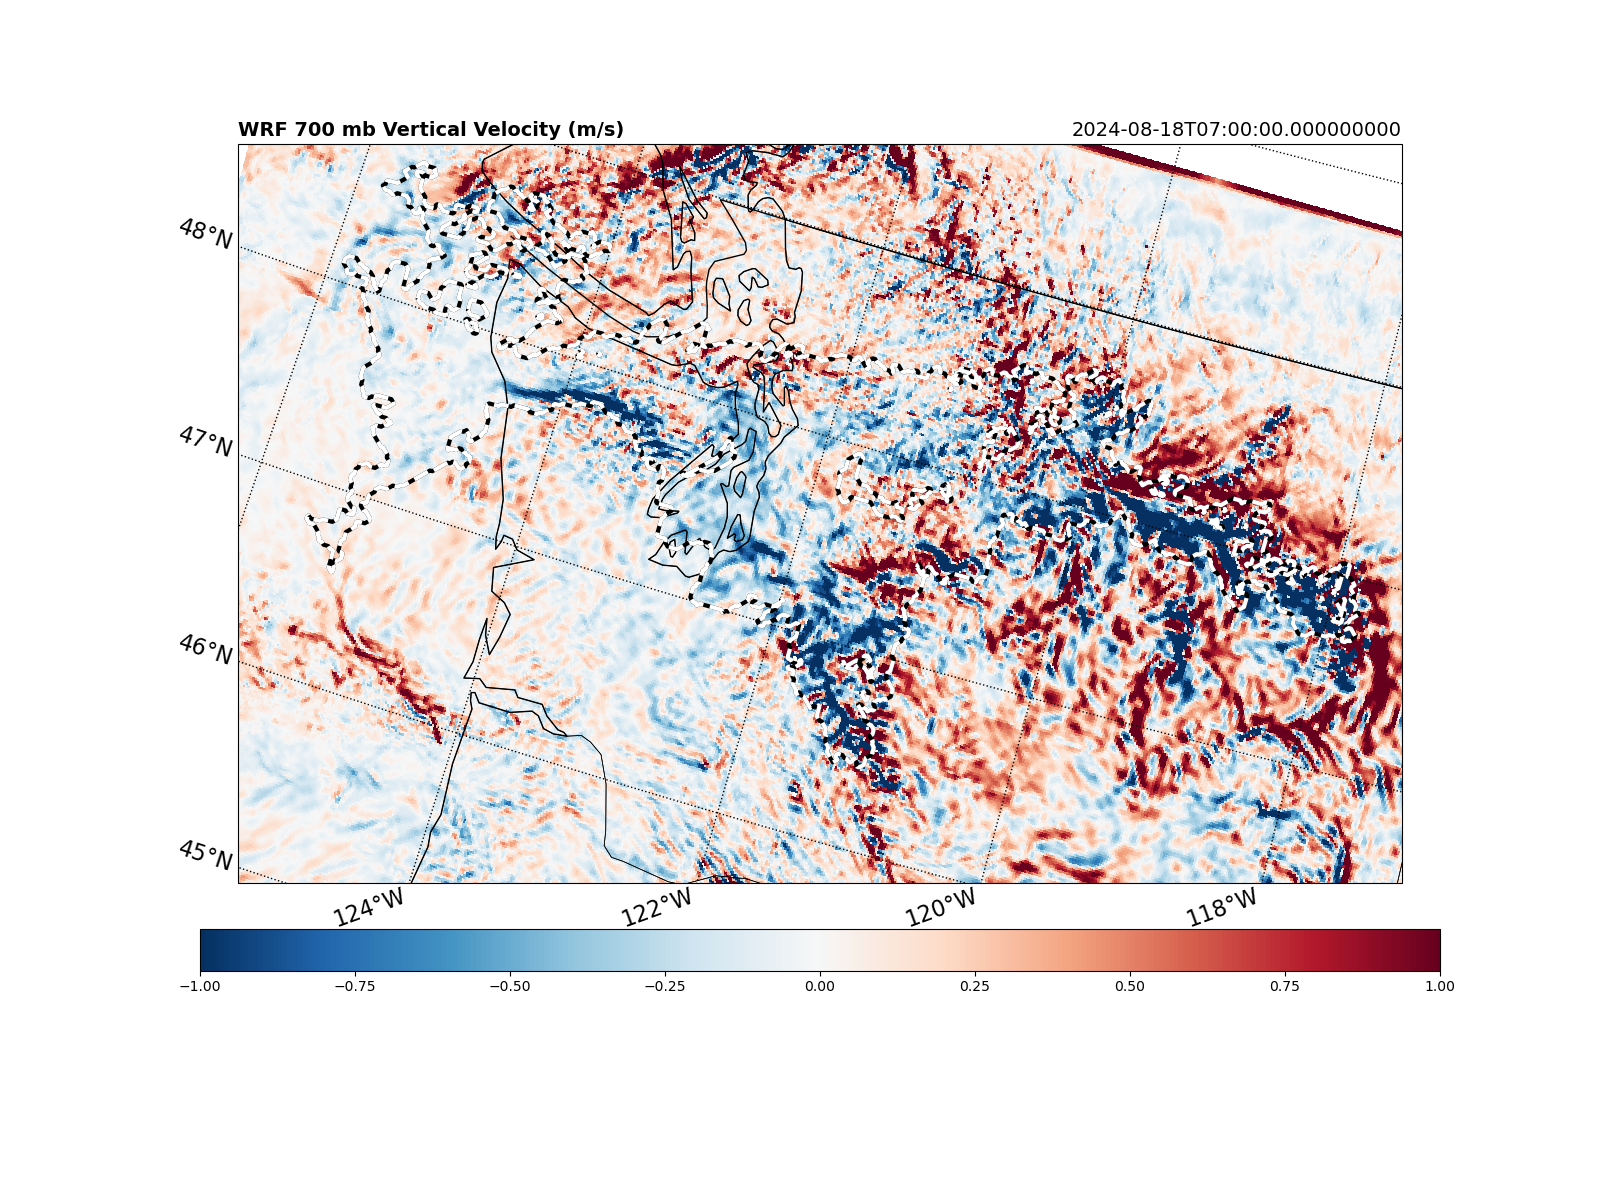 WRF 700 mb Vertical Velocity (m/s)
2024-08-18T07:00:00.000000000
48°N
47°N
46°N
45°N
124°W
122°W
120°W
118°W
−1.00
−0.75
−0.50
−0.25
0.00
0.25
0.50
0.75
1.00